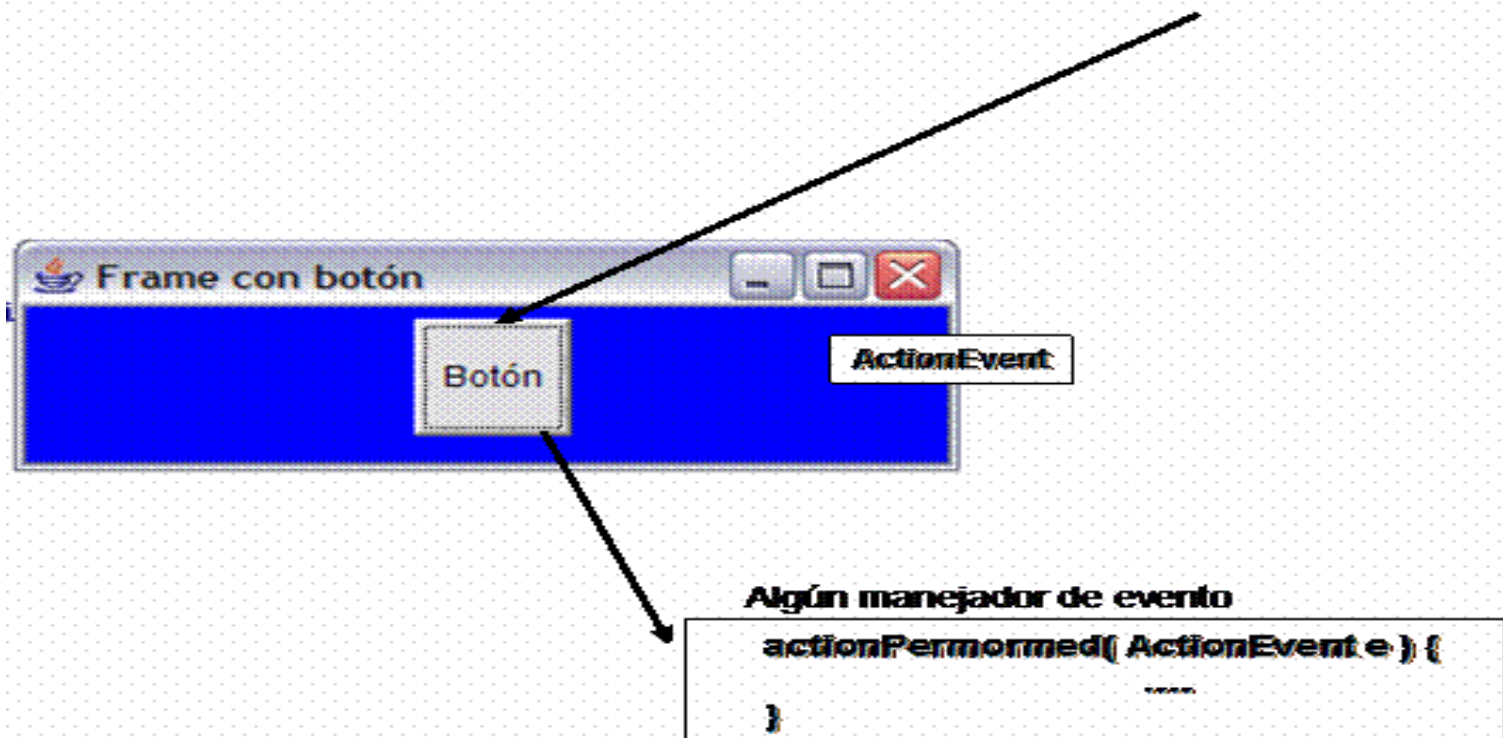 Frame con botón
Botón
ActionEvent
Algún manejador de evento
actionPermormed( ActionEvent e ) {
....
}